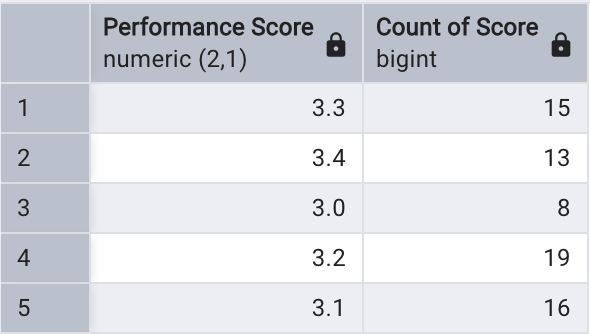 Performance Score Count of Score
numeric (2,1) bigint
1 3.3 15
2 3.4 13
3 3.0 8
4 3.2 19
5 3.1 16